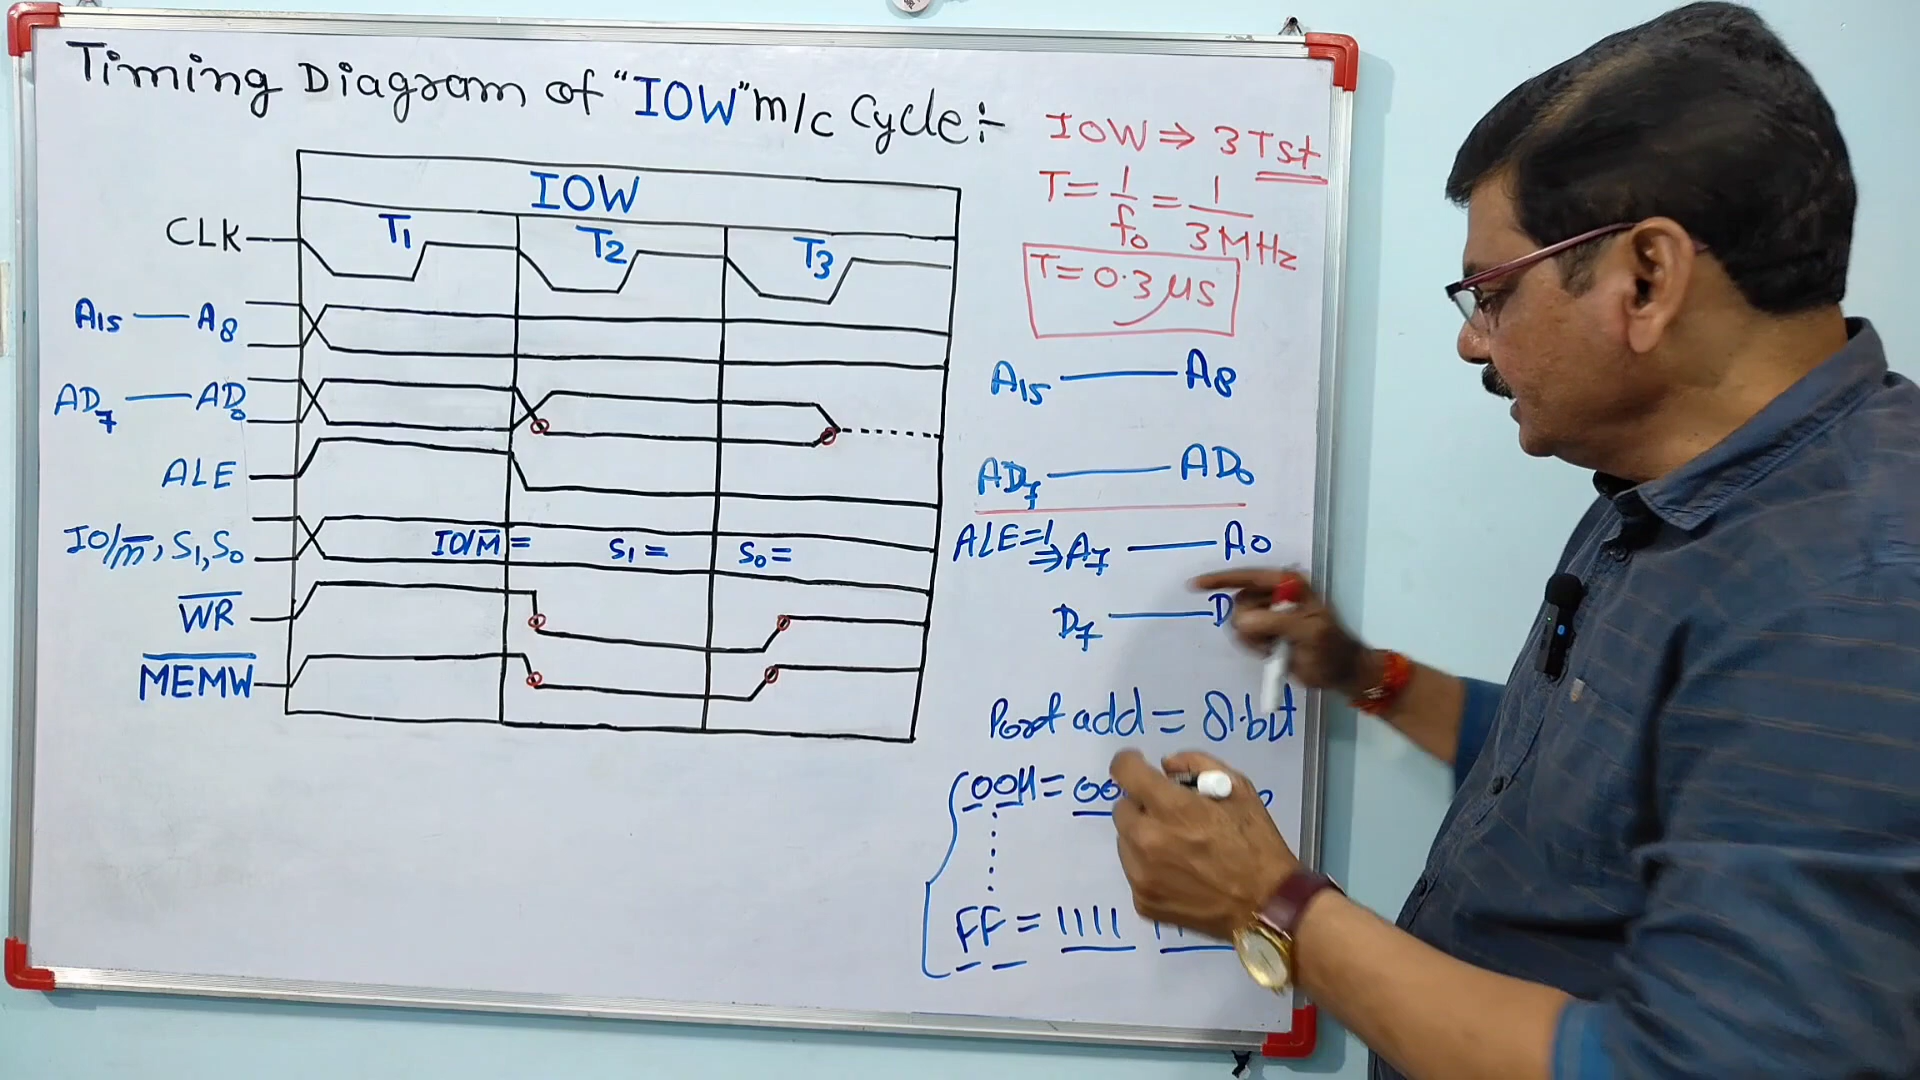 Timing Diagram of "IOW" m/c Cycle:-
IOW
CLK
T1
T2
T3
A15 — A8
AD7 — AD0
ALE
IO/M̅, S1, S0
IO/M̅ =
S1 =
S0 =
W̅R̅
M̅E̅M̅W̅
IOW ⇒ 3 Tst
T = 1/f0 = 1/3MHz
T = 0.3 μs
A15 — A8
AD7 — AD0
ALE=1 ⇒ A7 — A0
D7 — D
Port add = 8-bit
00H = 00
FF = 1111 11